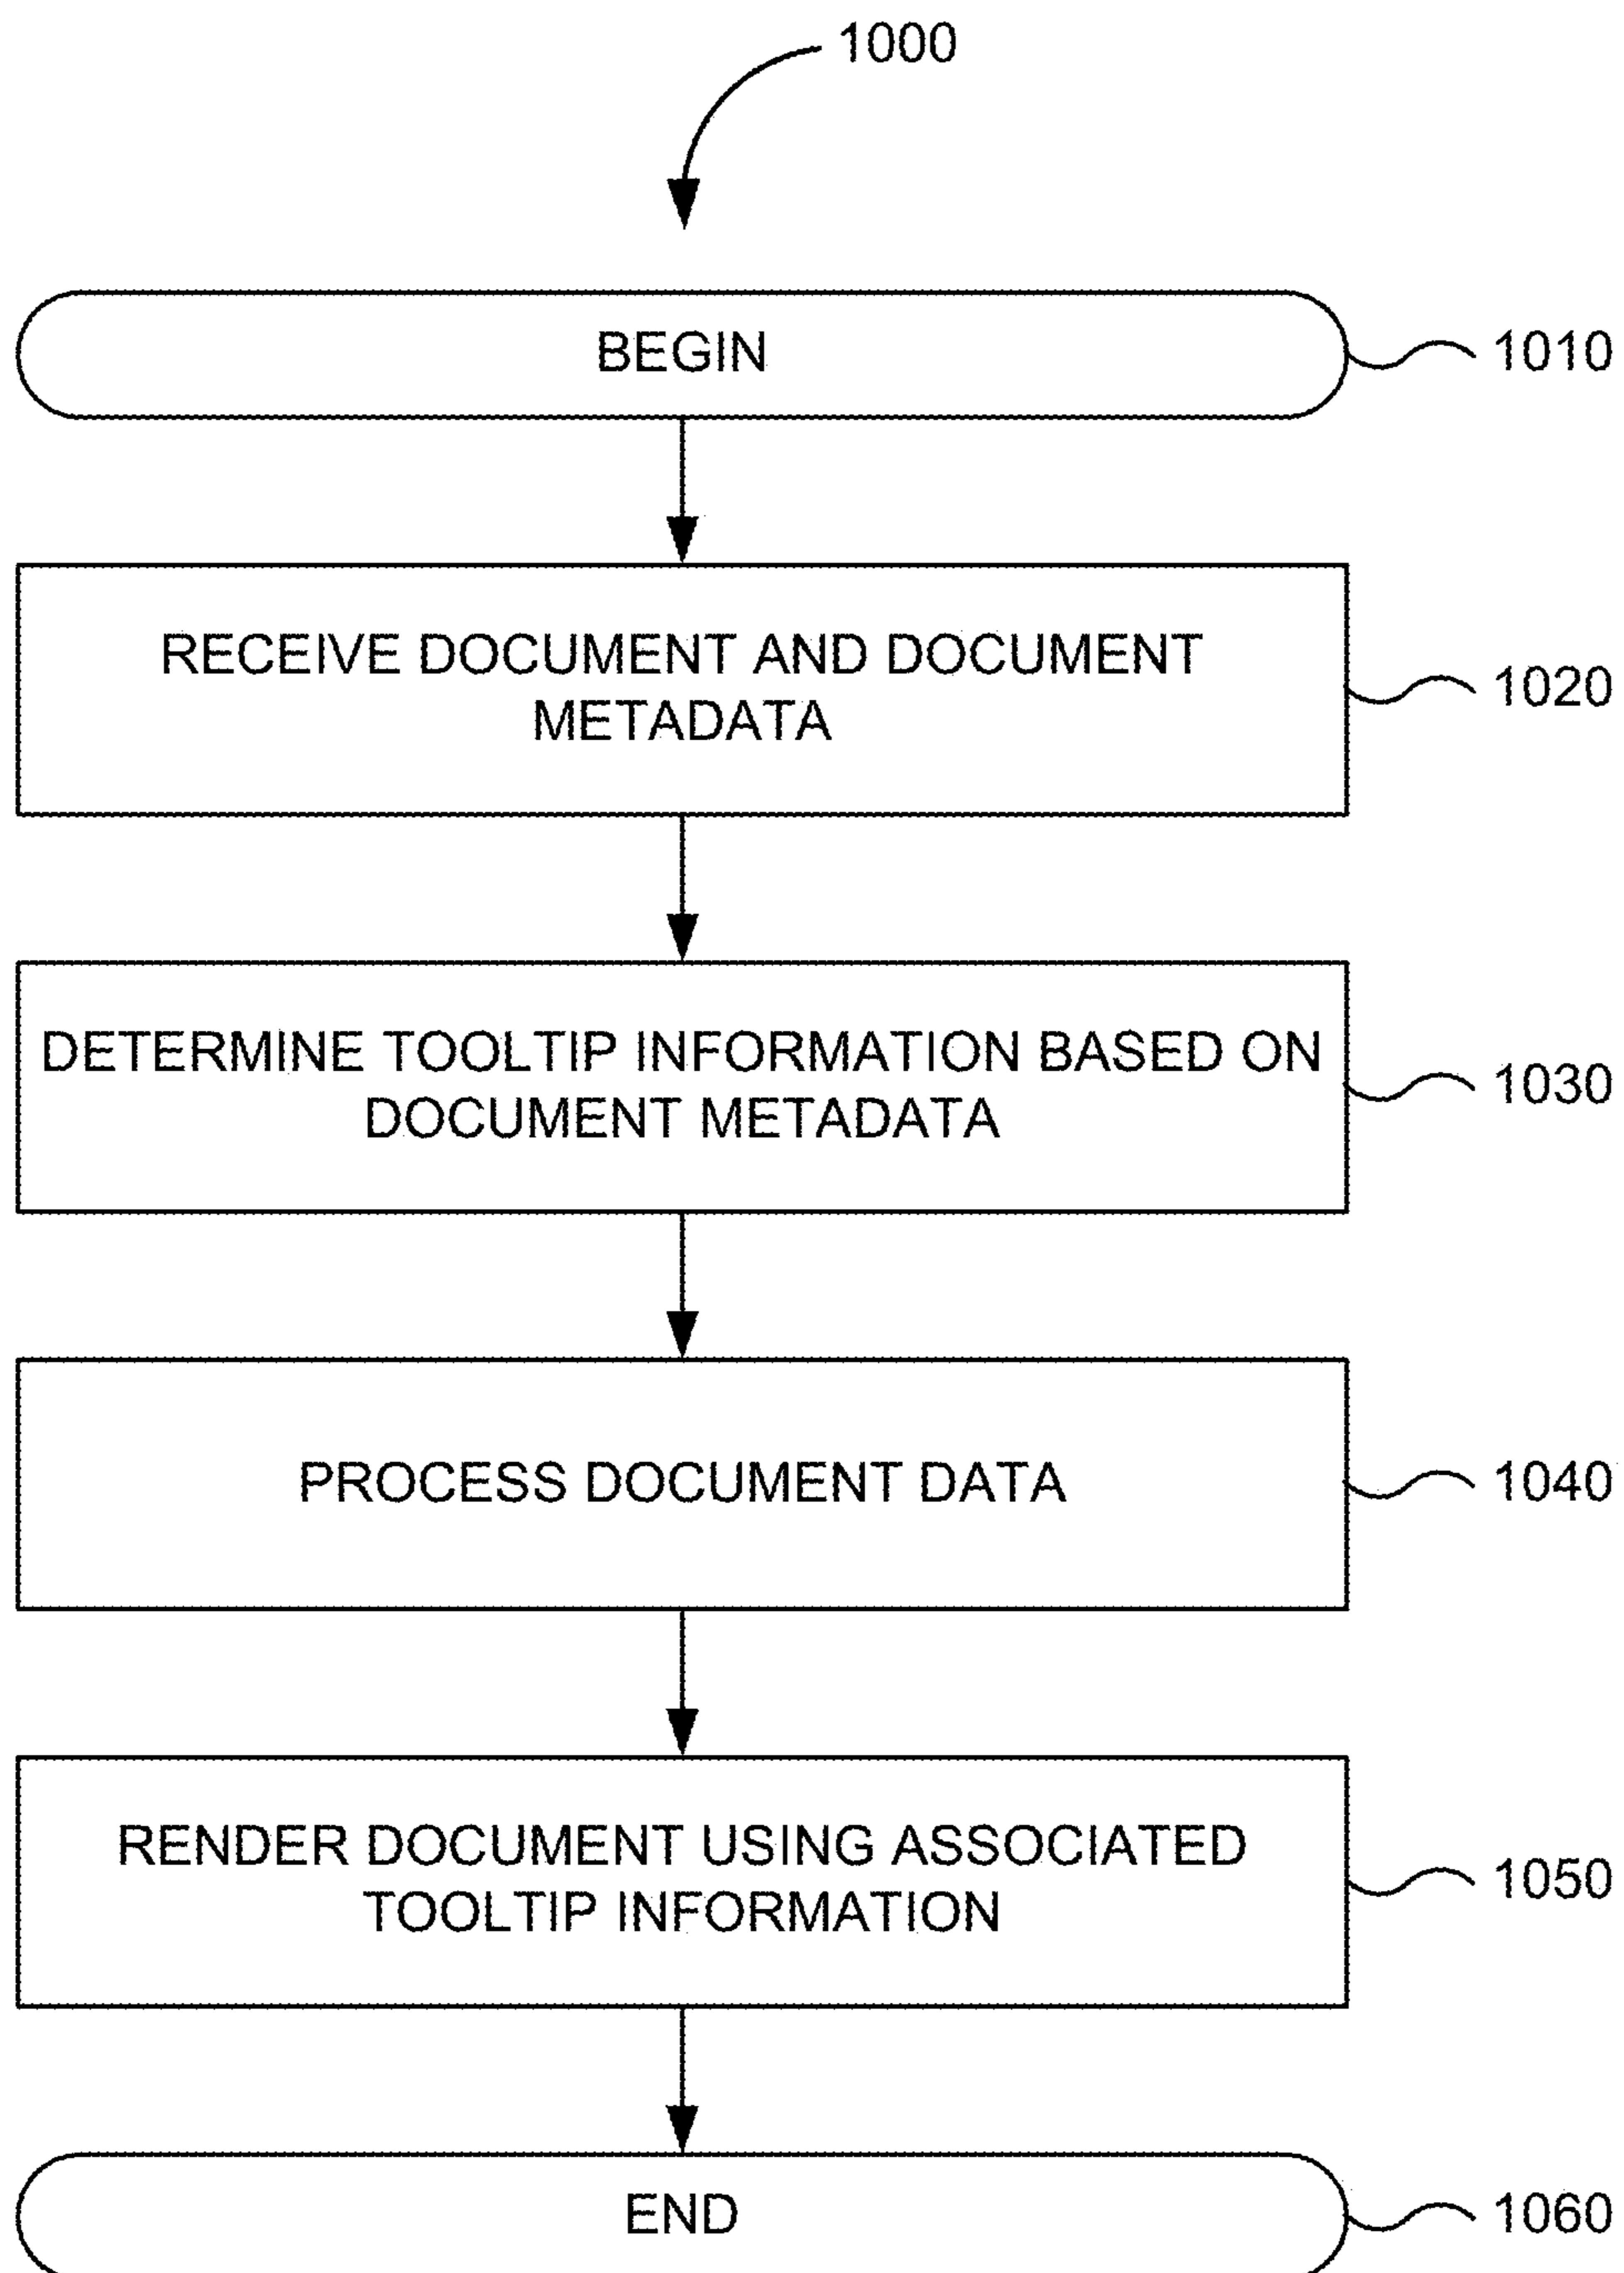 1000
BEGIN
1010
RECEIVE DOCUMENT AND DOCUMENT
METADATA
1020
DETERMINE TOOLTIP INFORMATION BASED ON
DOCUMENT METADATA
1030
PROCESS DOCUMENT DATA
1040
RENDER DOCUMENT USING ASSOCIATED
TOOLTIP INFORMATION
1050
END
1060